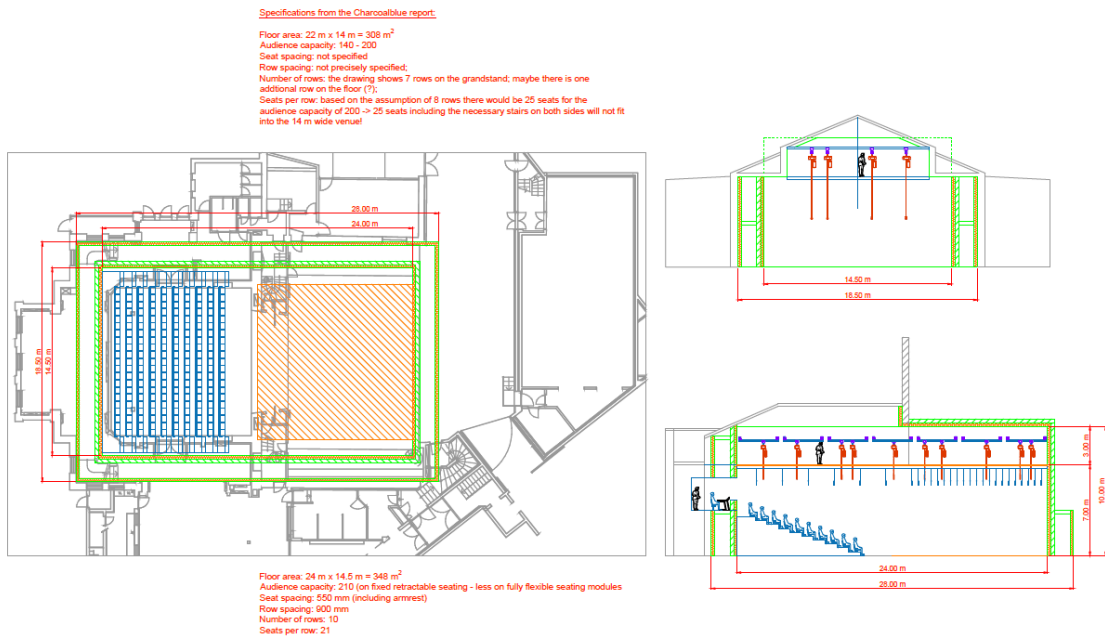 Specifications from the Charcoalblue report:
Floor area: 22 m x 14 m = 308 m²
Audience capacity: 140 - 200
Seat spacing: not specified
Row spacing: not precisely specified;
Number of rows: the drawing shows 7 rows on the grandstand; maybe there is one
addtional row on the floor (?);
Seats per row: based on the assumption of 8 rows there would be 25 seats for the
audience capacity of 200 -> 25 seats including the necessary stairs on both sides will not fit
into the 14 m wide venue!
28.00 m
24.00 m
18.50 m
14.50 m
14.50 m
18.50 m
3.00 m
7.00 m
10.00 m
24.00 m
28.00 m
Floor area: 24 m x 14.5 m = 348 m²
Audience capacity: 210 (on fixed retractable seating - less on fully flexible seating modules
Seat spacing: 550 mm (including armrest)
Row spacing: 900 mm
Number of rows: 10
Seats per row: 21